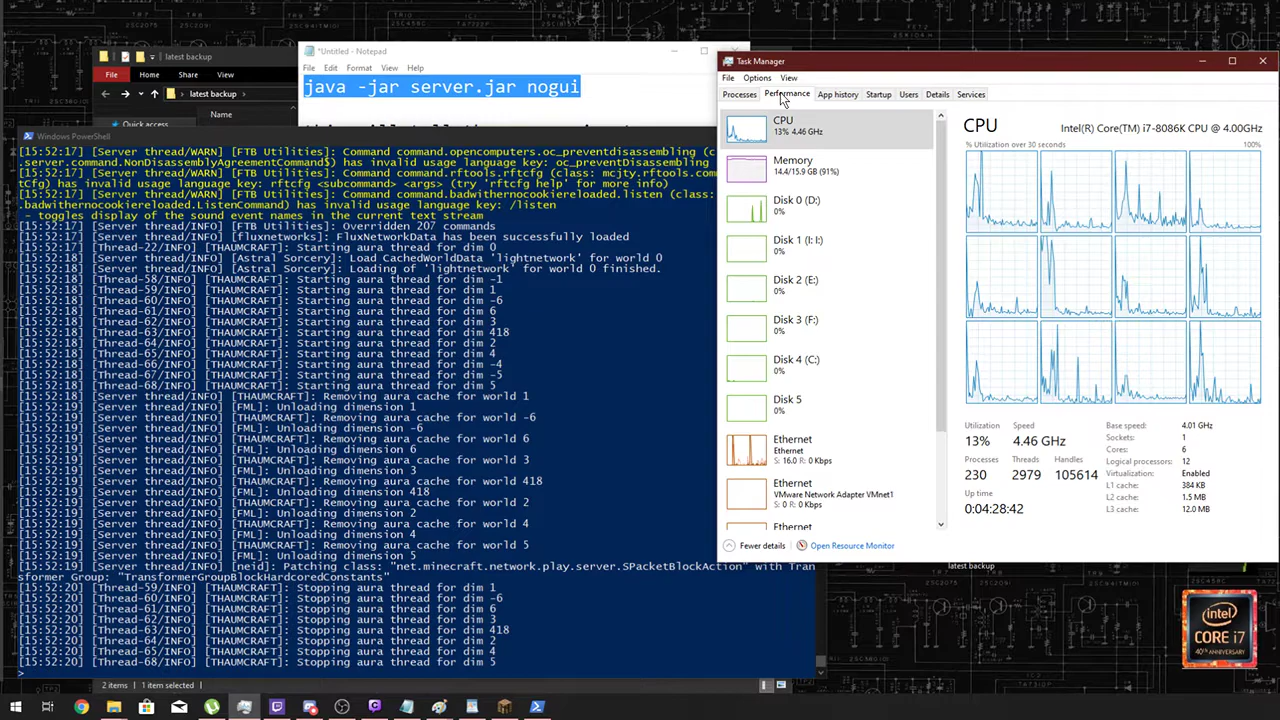 latest backup
File
Home
Share
View
latest backup
Name
Quick access
*Untitled - Notepad
File Edit Format View Help
java -jar server.jar nogui
Windows PowerShell
[15:52:17] [Server thread/WARN] [FTB Utilities]: Command command.opencomputers.oc_preventdisassembling (c
.server.command.NonDisassemblyAgreementCommand$) has invalid usage language key: oc_preventDisassembling
[15:52:17] [Server thread/WARN] [FTB Utilities]: Command command.rftools.rftcfg (class: mcjty.rftools.comm
tCfg) has invalid usage language key: rftcfg <subcommand> <args> (try 'rftcfg help' for more info)
[15:52:17] [Server thread/WARN] [FTB Utilities]: Command command.badwithernocookiereloaded.listen (class:
.badwithernocookiereloaded.ListenCommand) has invalid usage language key: /listen
- toggles display of the sound event names in the current text stream
[15:52:17] [Server thread/INFO] [FTB Utilities]: Overridden 207 commands
[15:52:17] [Server thread/INFO] [Fluxnetworks]: FluxNetworkData has been successfully loaded
[15:52:17] [Thread-22/INFO] [THAUMCRAFT]: Starting aura thread for dim 0
[15:52:18] [Server thread/INFO] [Astral Sorcery]: Load CachedWorldData 'lightnetwork' for world 0
[15:52:18] [Server thread/INFO] [Astral Sorcery]: Loading of 'lightnetwork' for world 0 finished.
[15:52:18] [Thread-58/INFO] [THAUMCRAFT]: Starting aura thread for dim -1
[15:52:18] [Thread-59/INFO] [THAUMCRAFT]: Starting aura thread for dim 1
[15:52:18] [Thread-60/INFO] [THAUMCRAFT]: Starting aura thread for dim -6
[15:52:18] [Thread-61/INFO] [THAUMCRAFT]: Starting aura thread for dim 6
[15:52:18] [Thread-62/INFO] [THAUMCRAFT]: Starting aura thread for dim 3
[15:52:18] [Thread-63/INFO] [THAUMCRAFT]: Starting aura thread for dim 418
[15:52:18] [Thread-64/INFO] [THAUMCRAFT]: Starting aura thread for dim 2
[15:52:18] [Thread-65/INFO] [THAUMCRAFT]: Starting aura thread for dim 4
[15:52:18] [Thread-66/INFO] [THAUMCRAFT]: Starting aura thread for dim -4
[15:52:18] [Thread-67/INFO] [THAUMCRAFT]: Starting aura thread for dim -5
[15:52:18] [Thread-68/INFO] [THAUMCRAFT]: Starting aura thread for dim 5
[15:52:18] [Server thread/INFO] [THAUMCRAFT]: Removing aura cache for world 1
[15:52:19] [Server thread/INFO] [FML]: Unloading dimension 1
[15:52:19] [Server thread/INFO] [THAUMCRAFT]: Removing aura cache for world -6
[15:52:19] [Server thread/INFO] [FML]: Unloading dimension -6
[15:52:19] [Server thread/INFO] [THAUMCRAFT]: Removing aura cache for world 6
[15:52:19] [Server thread/INFO] [FML]: Unloading dimension 6
[15:52:19] [Server thread/INFO] [THAUMCRAFT]: Removing aura cache for world 3
[15:52:19] [Server thread/INFO] [FML]: Unloading dimension 3
[15:52:19] [Server thread/INFO] [THAUMCRAFT]: Removing aura cache for world 418
[15:52:19] [Server thread/INFO] [FML]: Unloading dimension 418
[15:52:19] [Server thread/INFO] [THAUMCRAFT]: Removing aura cache for world 2
[15:52:19] [Server thread/INFO] [FML]: Unloading dimension 2
[15:52:19] [Server thread/INFO] [THAUMCRAFT]: Removing aura cache for world 4
[15:52:19] [Server thread/INFO] [FML]: Unloading dimension 4
[15:52:19] [Server thread/INFO] [THAUMCRAFT]: Removing aura cache for world 5
[15:52:19] [Server thread/INFO] [FML]: Unloading dimension 5
[15:52:19] [Server thread/INFO] [neid]: Patching class: "net.minecraft.network.play.server.SPacketBlockAction" with Tran
sformer Group: "TransformerGroupBlockHardcoredConstants"
[15:52:20] [Thread-59/INFO] [THAUMCRAFT]: Stopping aura thread for dim 1
[15:52:20] [Thread-60/INFO] [THAUMCRAFT]: Stopping aura thread for dim -6
[15:52:20] [Thread-61/INFO] [THAUMCRAFT]: Stopping aura thread for dim 6
[15:52:20] [Thread-62/INFO] [THAUMCRAFT]: Stopping aura thread for dim 3
[15:52:20] [Thread-63/INFO] [THAUMCRAFT]: Stopping aura thread for dim 418
[15:52:20] [Thread-64/INFO] [THAUMCRAFT]: Stopping aura thread for dim 2
[15:52:20] [Thread-65/INFO] [THAUMCRAFT]: Stopping aura thread for dim 4
[15:52:20] [Thread-68/INFO] [THAUMCRAFT]: Stopping aura thread for dim 5
>
2 items 1 item selected
Task Manager
File Options View
Processes Performance App history Startup Users Details Services
CPU
13% 4.46 GHz
Memory
14.4/15.9 GB (91%)
Disk 0 (D:)
0%
Disk 1 (I: I:)
0%
Disk 2 (E:)
0%
Disk 3 (F:)
0%
Disk 4 (C:)
0%
Disk 5
0%
Ethernet
Ethernet
S: 16.0 R: 0 Kbps
Ethernet
VMware Network Adapter VMnet1
S: 0 R: 0 Kbps
Ethernet
Fewer details
Open Resource Monitor
CPU
Intel(R) Core(TM) i7-8086K CPU @ 4.00GHz
% Utilization over 30 seconds
100%
Utilization Speed
13% 4.46 GHz
Processes Threads Handles
230 2979 105614
Up time
0:04:28:42
Base speed: 4.01 GHz
Sockets: 1
Cores: 6
Logical processors: 12
Virtualization: Enabled
L1 cache: 384 KB
L2 cache: 1.5 MB
L3 cache: 12.0 MB
latest backup
intel
CORE i7
40TH ANNIVERSARY